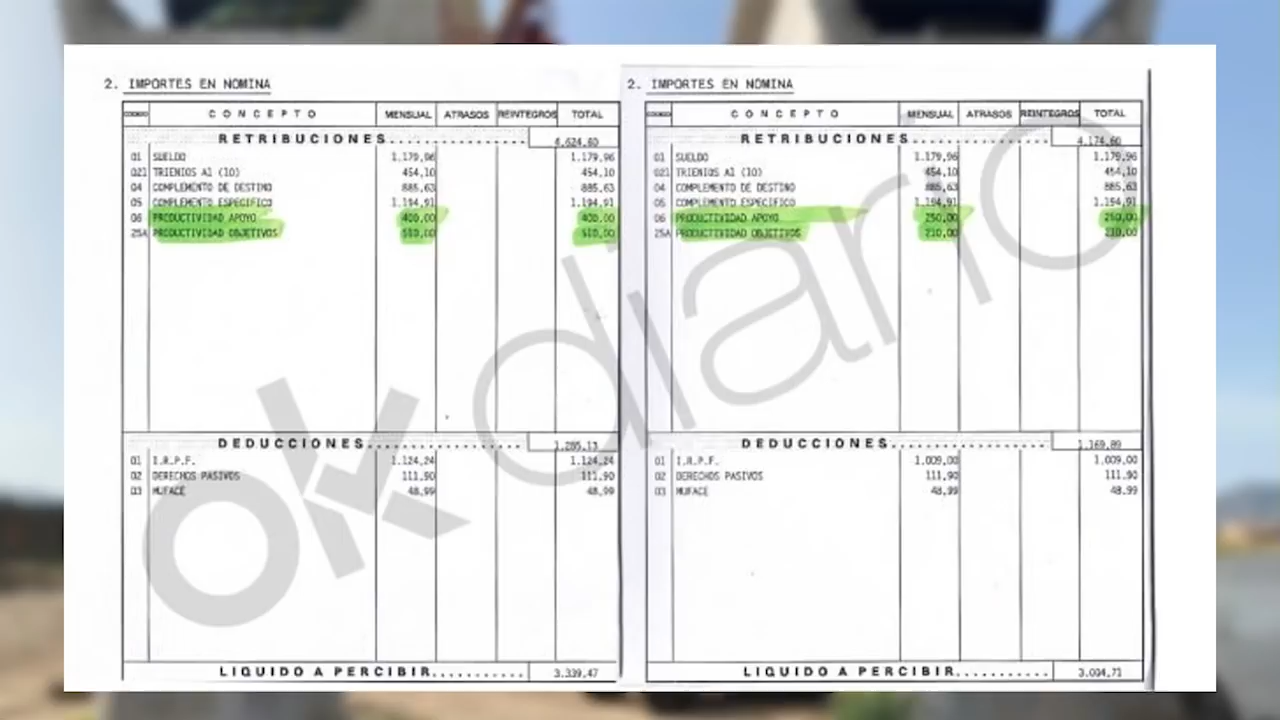 2. IMPORTES EN NOMINA
CODIGO CONCEPTO MENSUAL ATRASOS REINTEGROS TOTAL
RETRIBUCIONES.............. 4.624,60
01 SUELDO 1.179,96 1.179,96
021 TRIENIOS A1 (10) 454,10 454,10
04 COMPLEMENTO DE DESTINO 885,63 885,63
05 COMPLEMENTO ESPECIFICO 1.194,91 1.194,91
06 PRODUCTIVIDAD APOYO 400,00 400,00
25A PRODUCTIVIDAD OBJETIVOS 510,00 510,00
DEDUCCIONES................ 1.285,13
01 I.R.P.F. 1.124,24 1.124,24
02 DERECHOS PASIVOS 111,90 111,90
03 MUFACE 48,99 48,99
LIQUIDO A PERCIBIR.......... 3.339,47
2. IMPORTES EN NOMINA
CODIGO CONCEPTO MENSUAL ATRASOS REINTEGROS TOTAL
RETRIBUCIONES.............. 4.174,60
01 SUELDO 1.179,96 1.179,96
021 TRIENIOS A1 (10) 454,10 454,10
04 COMPLEMENTO DE DESTINO 885,63 885,63
05 COMPLEMENTO ESPECIFICO 1.194,91 1.194,91
06 PRODUCTIVIDAD APOYO 250,00 250,00
25A PRODUCTIVIDAD OBJETIVOS 210,00 210,00
DEDUCCIONES................ 1.169,89
01 I.R.P.F. 1.009,00 1.009,00
02 DERECHOS PASIVOS 111,90 111,90
03 MUFACE 48,99 48,99
LIQUIDO A PERCIBIR.......... 3.004,71
okdiario